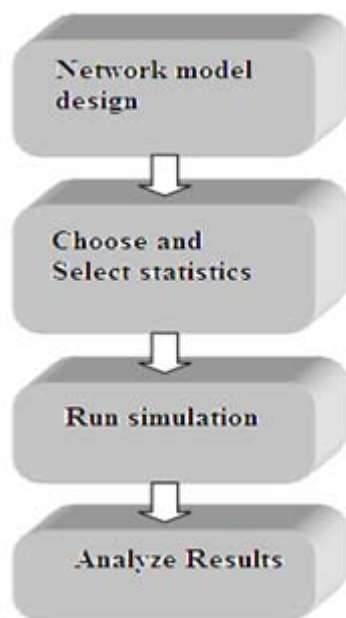 Network model
design
Choose and
Select statistics
Run simulation
Analyze Results